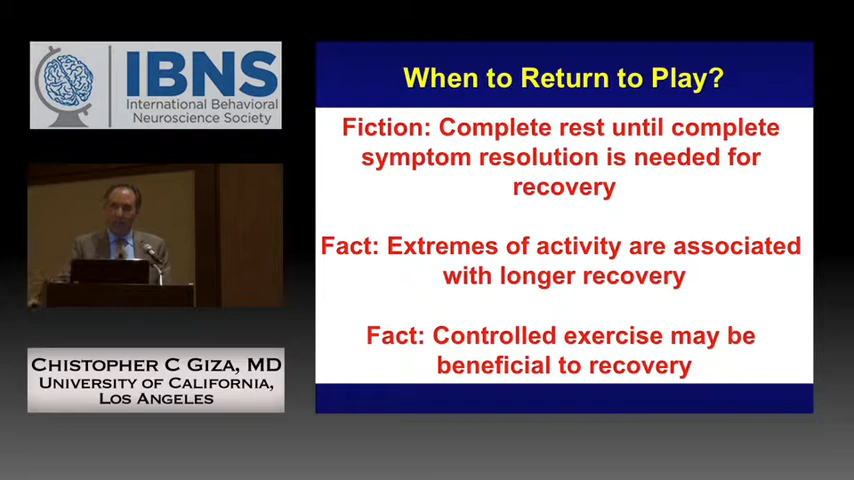 IBNS
International Behavioral
Neuroscience Society
When to Return to Play?
Fiction: Complete rest until complete
symptom resolution is needed for
recovery
Fact: Extremes of activity are associated
with longer recovery
Fact: Controlled exercise may be
beneficial to recovery
CHISTOPHER C GIZA, MD
UNIVERSITY OF CALIFORNIA,
LOS ANGELES